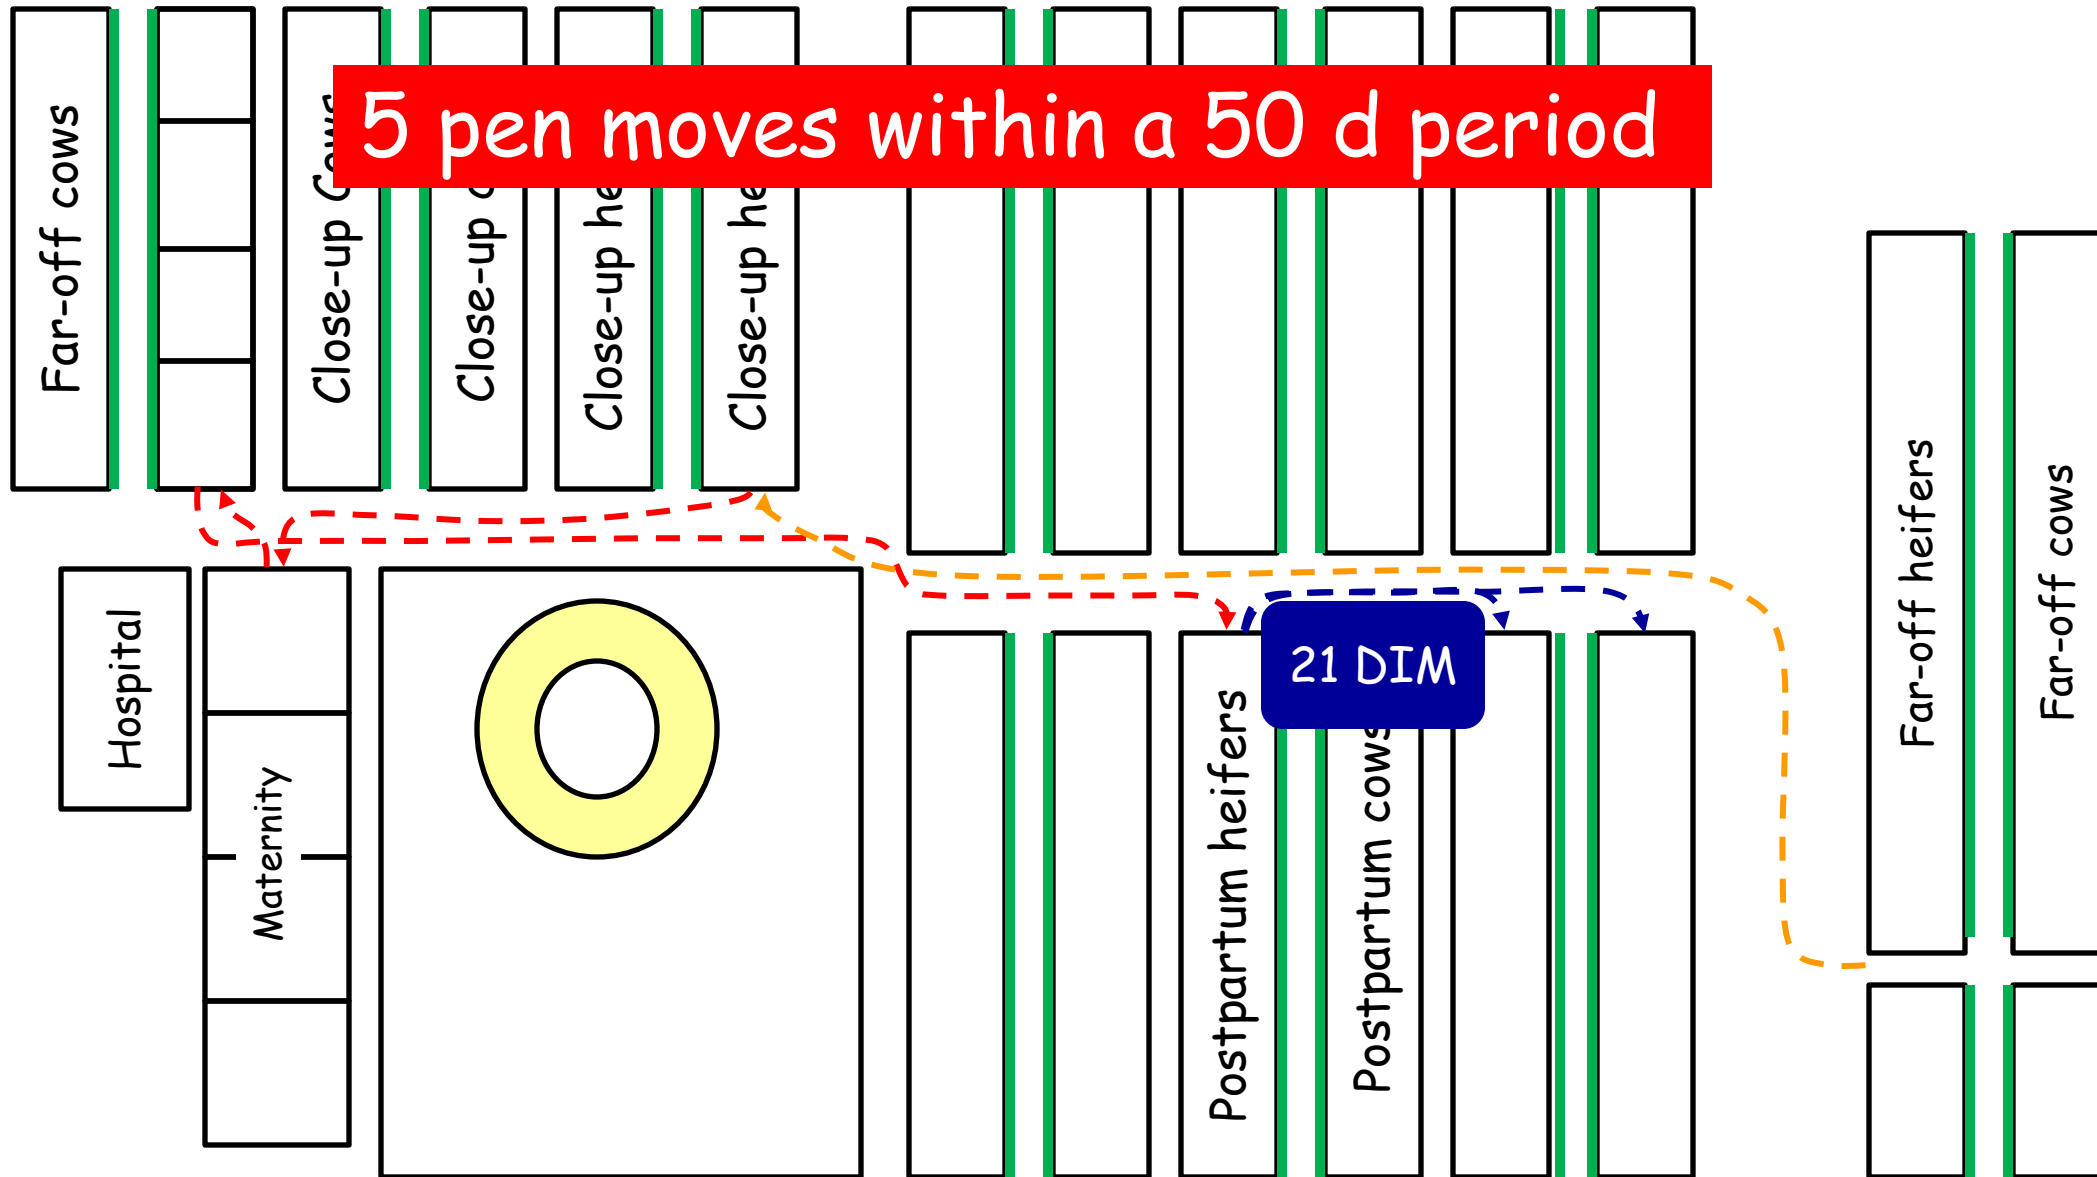 5 pen moves within a 50 d period
Far-off cows
Close-up Cows
Close-up
Close-up
Close-up
Far-off heifers
Far-off cows
Hospital
Maternity
21 DIM
Postpartum heifers
Postpartum cows